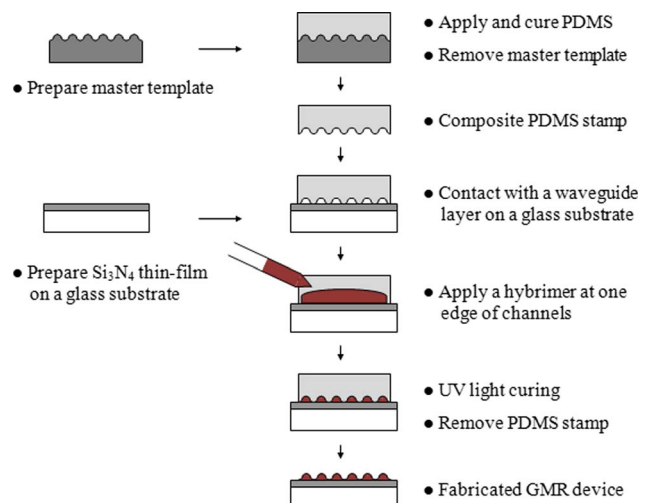 ● Apply and cure PDMS
● Remove master template
● Prepare master template
● Composite PDMS stamp
● Contact with a waveguide
layer on a glass substrate
● Prepare Si₃N₄ thin-film
on a glass substrate
● Apply a hybrimer at one
edge of channels
● UV light curing
● Remove PDMS stamp
● Fabricated GMR device